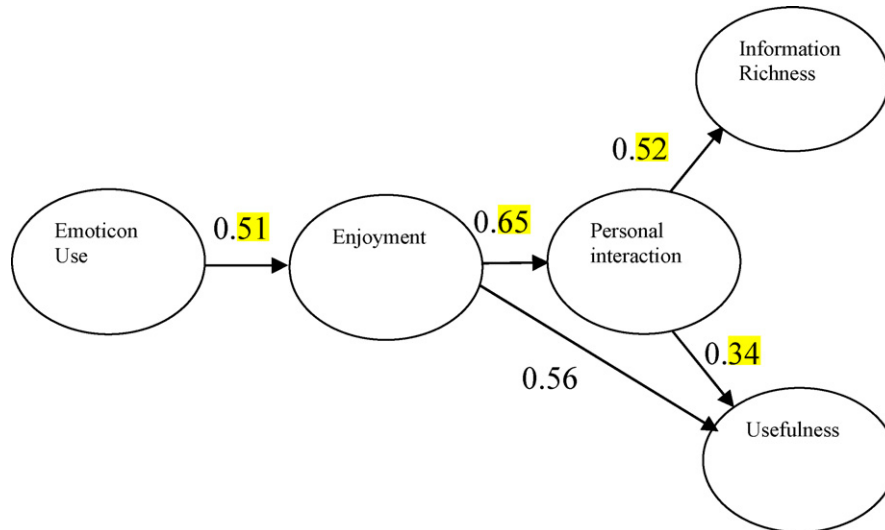 Information
Richness
0.52
Emoticon
Use
0.51
Enjoyment
0.65
Personal
interaction
0.56
0.34
Usefulness